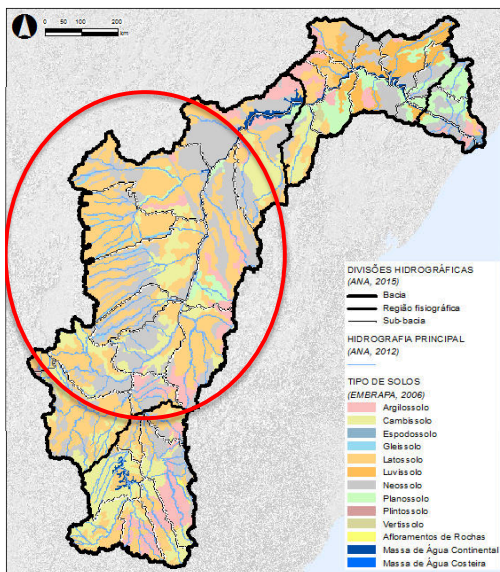 0 50 100 200
km
DIVISÕES HIDROGRÁFICAS
(ANA, 2015)
Bacia
Região fisiográfica
Sub-bacia
HIDROGRAFIA PRINCIPAL
(ANA, 2012)
TIPO DE SOLOS
(EMBRAPA, 2006)
Argilossolo
Cambissolo
Espodossolo
Gleissolo
Latossolo
Luvissolo
Neossolo
Planossolo
Plintossolo
Vertissolo
Afloramentos de Rochas
Massa de Água Continental
Massa de Água Costeira